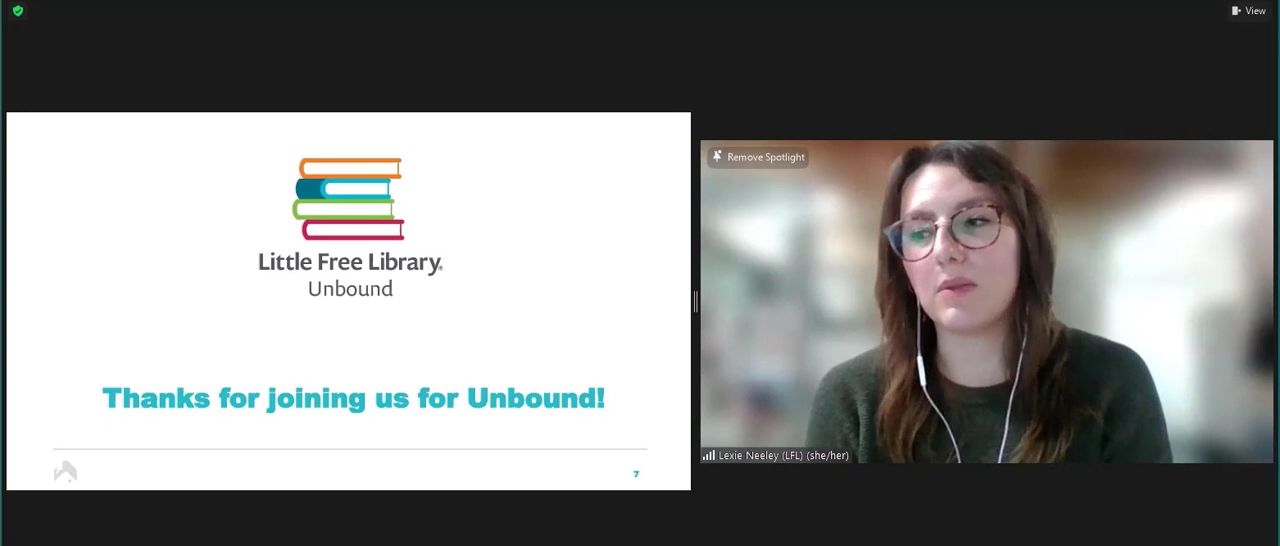 View
Little Free Library®
Unbound
Thanks for joining us for Unbound!
7
Remove Spotlight
Lexie Neeley (LFL) (she/her)